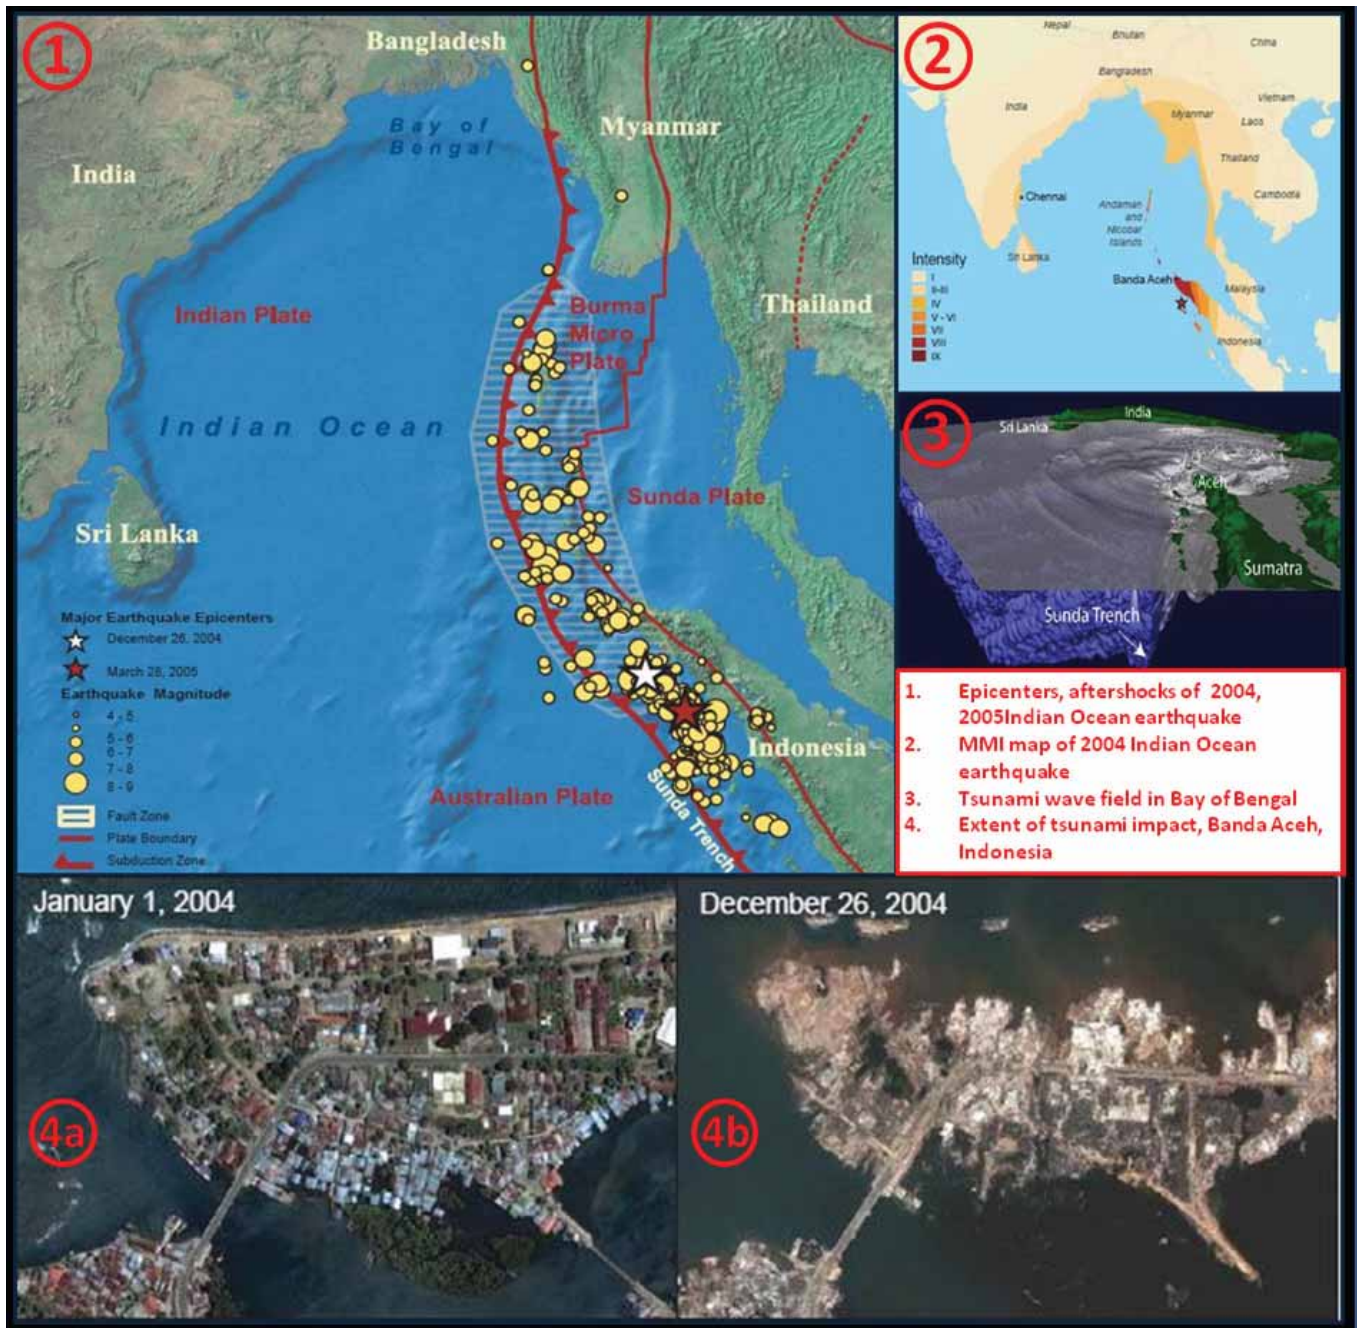 1
Bangladesh
Bay of
Bengal
Myanmar
India
Indian Plate
Burma
Micro
Plate
Thailand
Indian Ocean
Sunda Plate
Sri Lanka
Major Earthquake Epicenters
December 26, 2004
March 28, 2005
Earthquake Magnitude
4 - 5
5 - 6
6 - 7
7 - 8
8 - 9
Fault Zone
Plate Boundary
Subduction Zone
Indonesia
Australian Plate
Sunda Trench
2
Nepal
Bhutan
China
Bangladesh
India
Myanmar
Vietnam
Laos
Thailand
Chennai
Cambodia
Andaman
and
Nicobar
Islands
Sri Lanka
Intensity
I
II-III
IV
V - VI
VII
VIII
IX
Banda Aceh
Malaysia
Indonesia
3
India
Sri Lanka
Aceh
Sumatra
Sunda Trench
1. Epicenters, aftershocks of 2004,
2005Indian Ocean earthquake
2. MMI map of 2004 Indian Ocean
earthquake
3. Tsunami wave field in Bay of Bengal
4. Extent of tsunami impact, Banda Aceh,
Indonesia
January 1, 2004
4a
December 26, 2004
4b